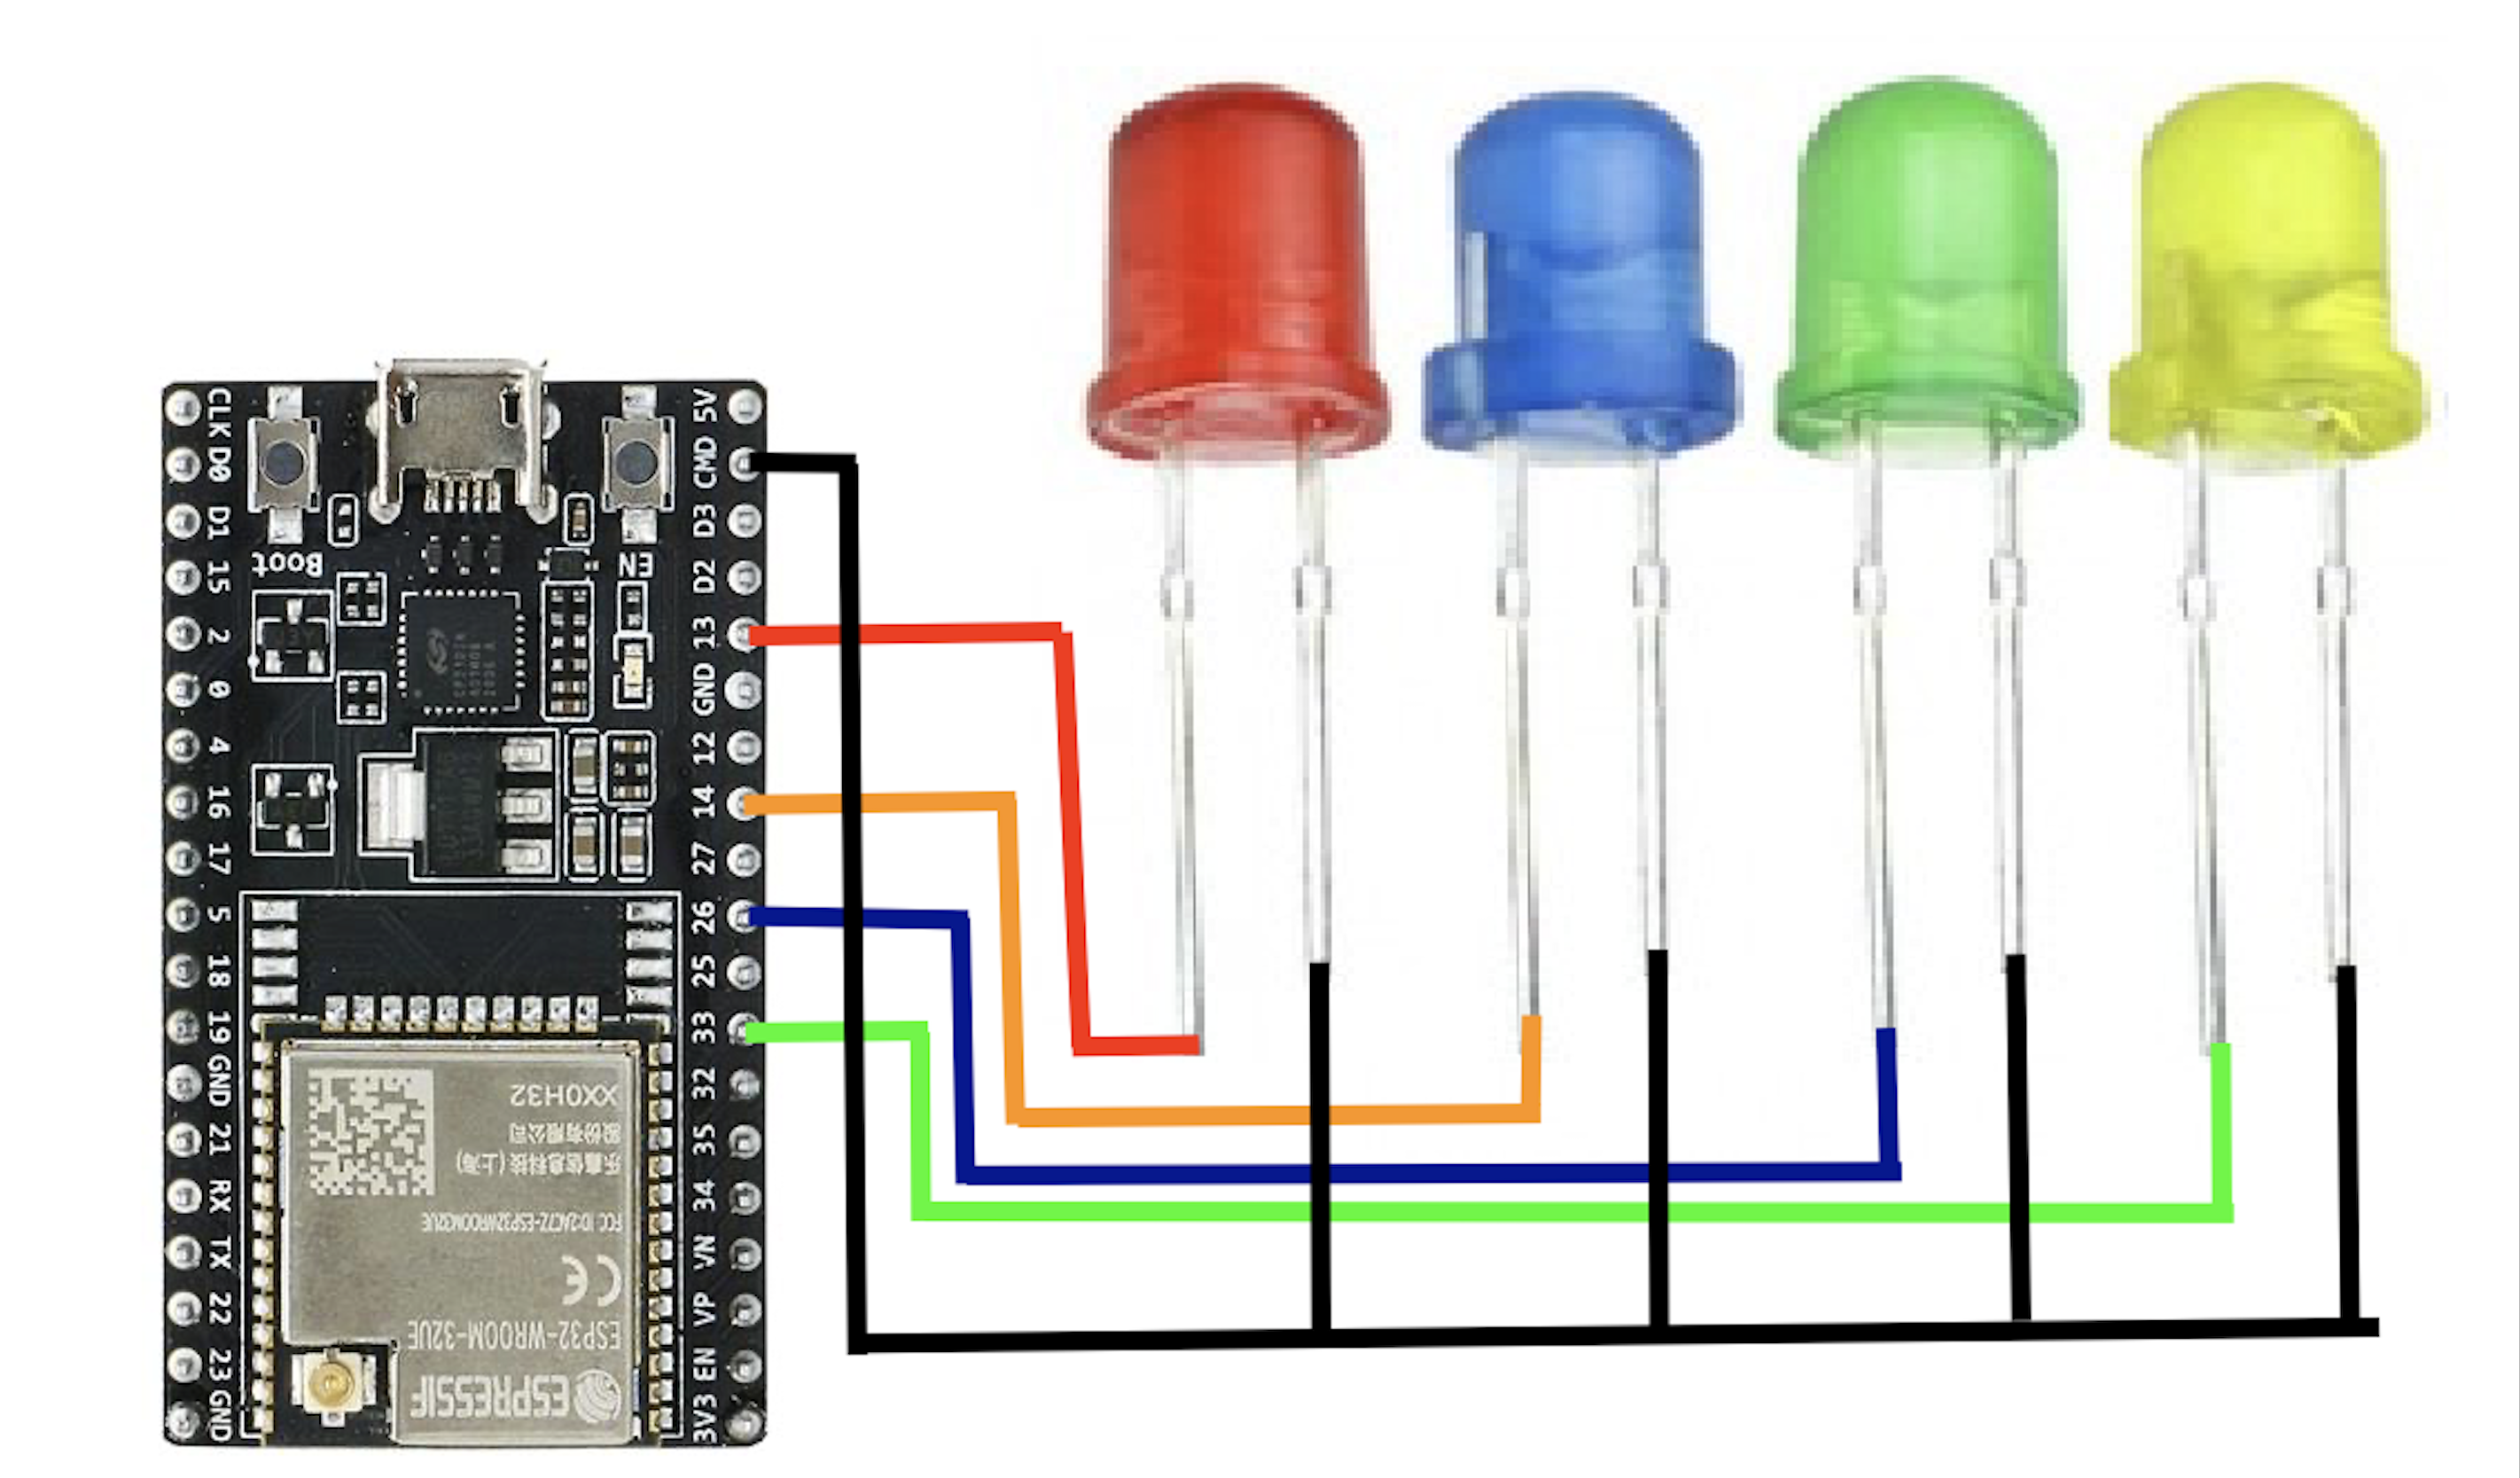 CLK
D0
D1
15
2
0
4
16
17
5
18
19
GND
21
RX
TX
22
23
GND
Boot
EN
5V
CMD
D3
D2
13
GND
12
14
27
26
25
33
32
35
34
VN
VP
EN
3V3
XX0H32
乐鑫信息科技(上海)
股份有限公司
FCC ID:2AC7Z-ESP32WROOM32UE
CE
ESP32-WROOM-32UE
ESPRESSIF